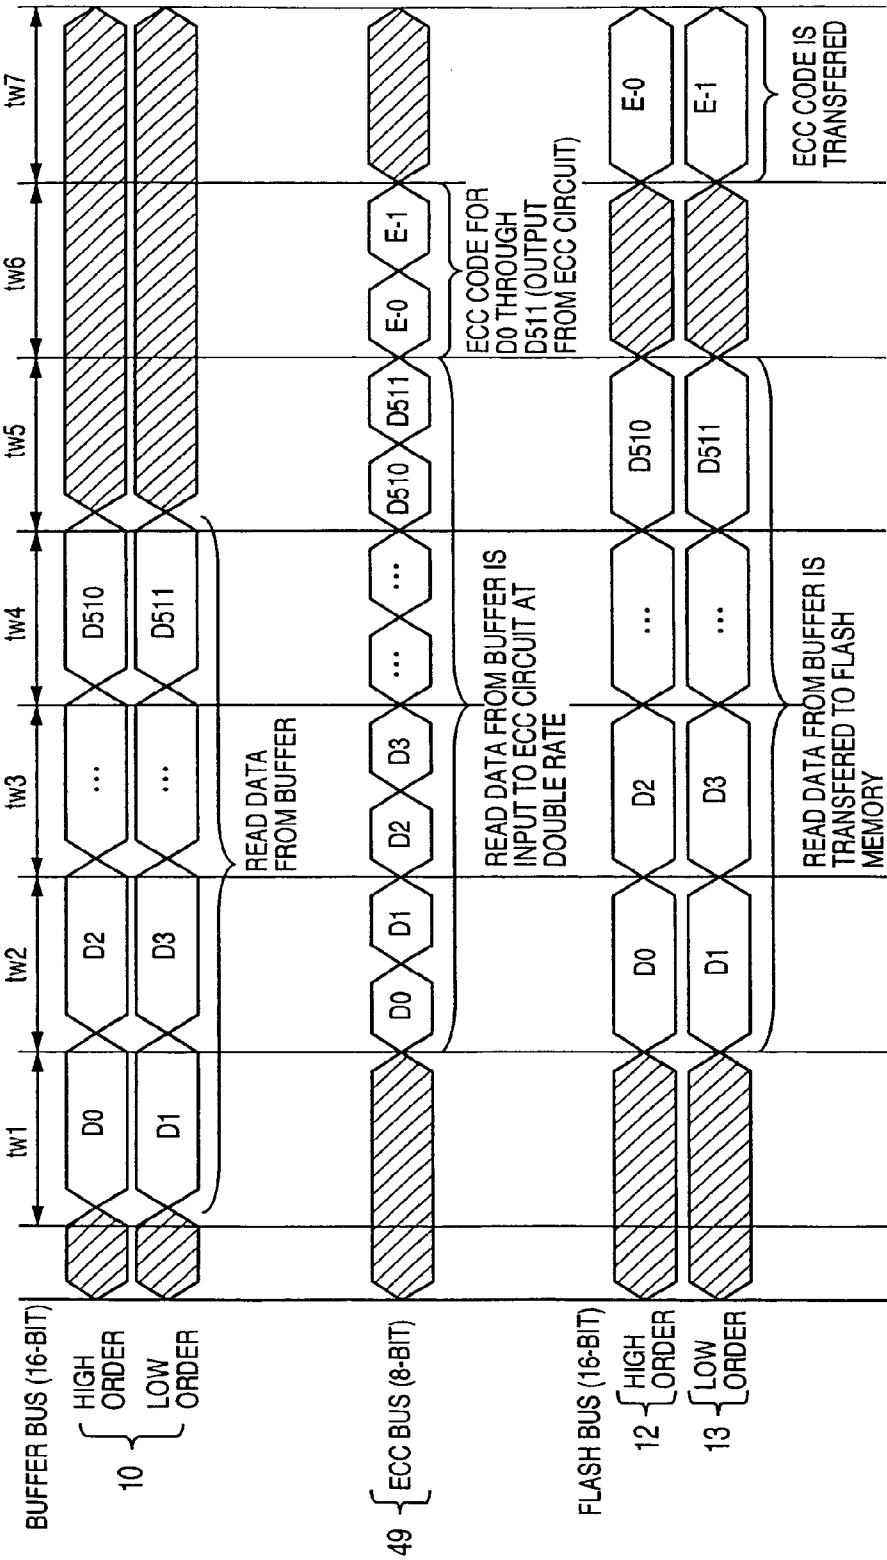 tw1 tw2 tw3 tw4 tw5 tw6 tw7
BUFFER BUS (16-BIT)
10
HIGH
ORDER
D0 D2 ... D510
LOW
ORDER
D1 D3 ... D511
READ DATA
FROM BUFFER
49
ECC BUS (8-BIT)
D0 D1 D2 D3 ... ... D510 D511 E-0 E-1
READ DATA FROM BUFFER IS
INPUT TO ECC CIRCUIT AT
DOUBLE RATE
ECC CODE FOR
D0 THROUGH
D511 (OUTPUT
FROM ECC CIRCUIT)
FLASH BUS (16-BIT)
12
HIGH
ORDER
D0 D2 ... D510 E-0
13
LOW
ORDER
D1 D3 ... D511 E-1
READ DATA FROM BUFFER IS
TRANSFERED TO FLASH
MEMORY
ECC CODE IS
TRANSFERED